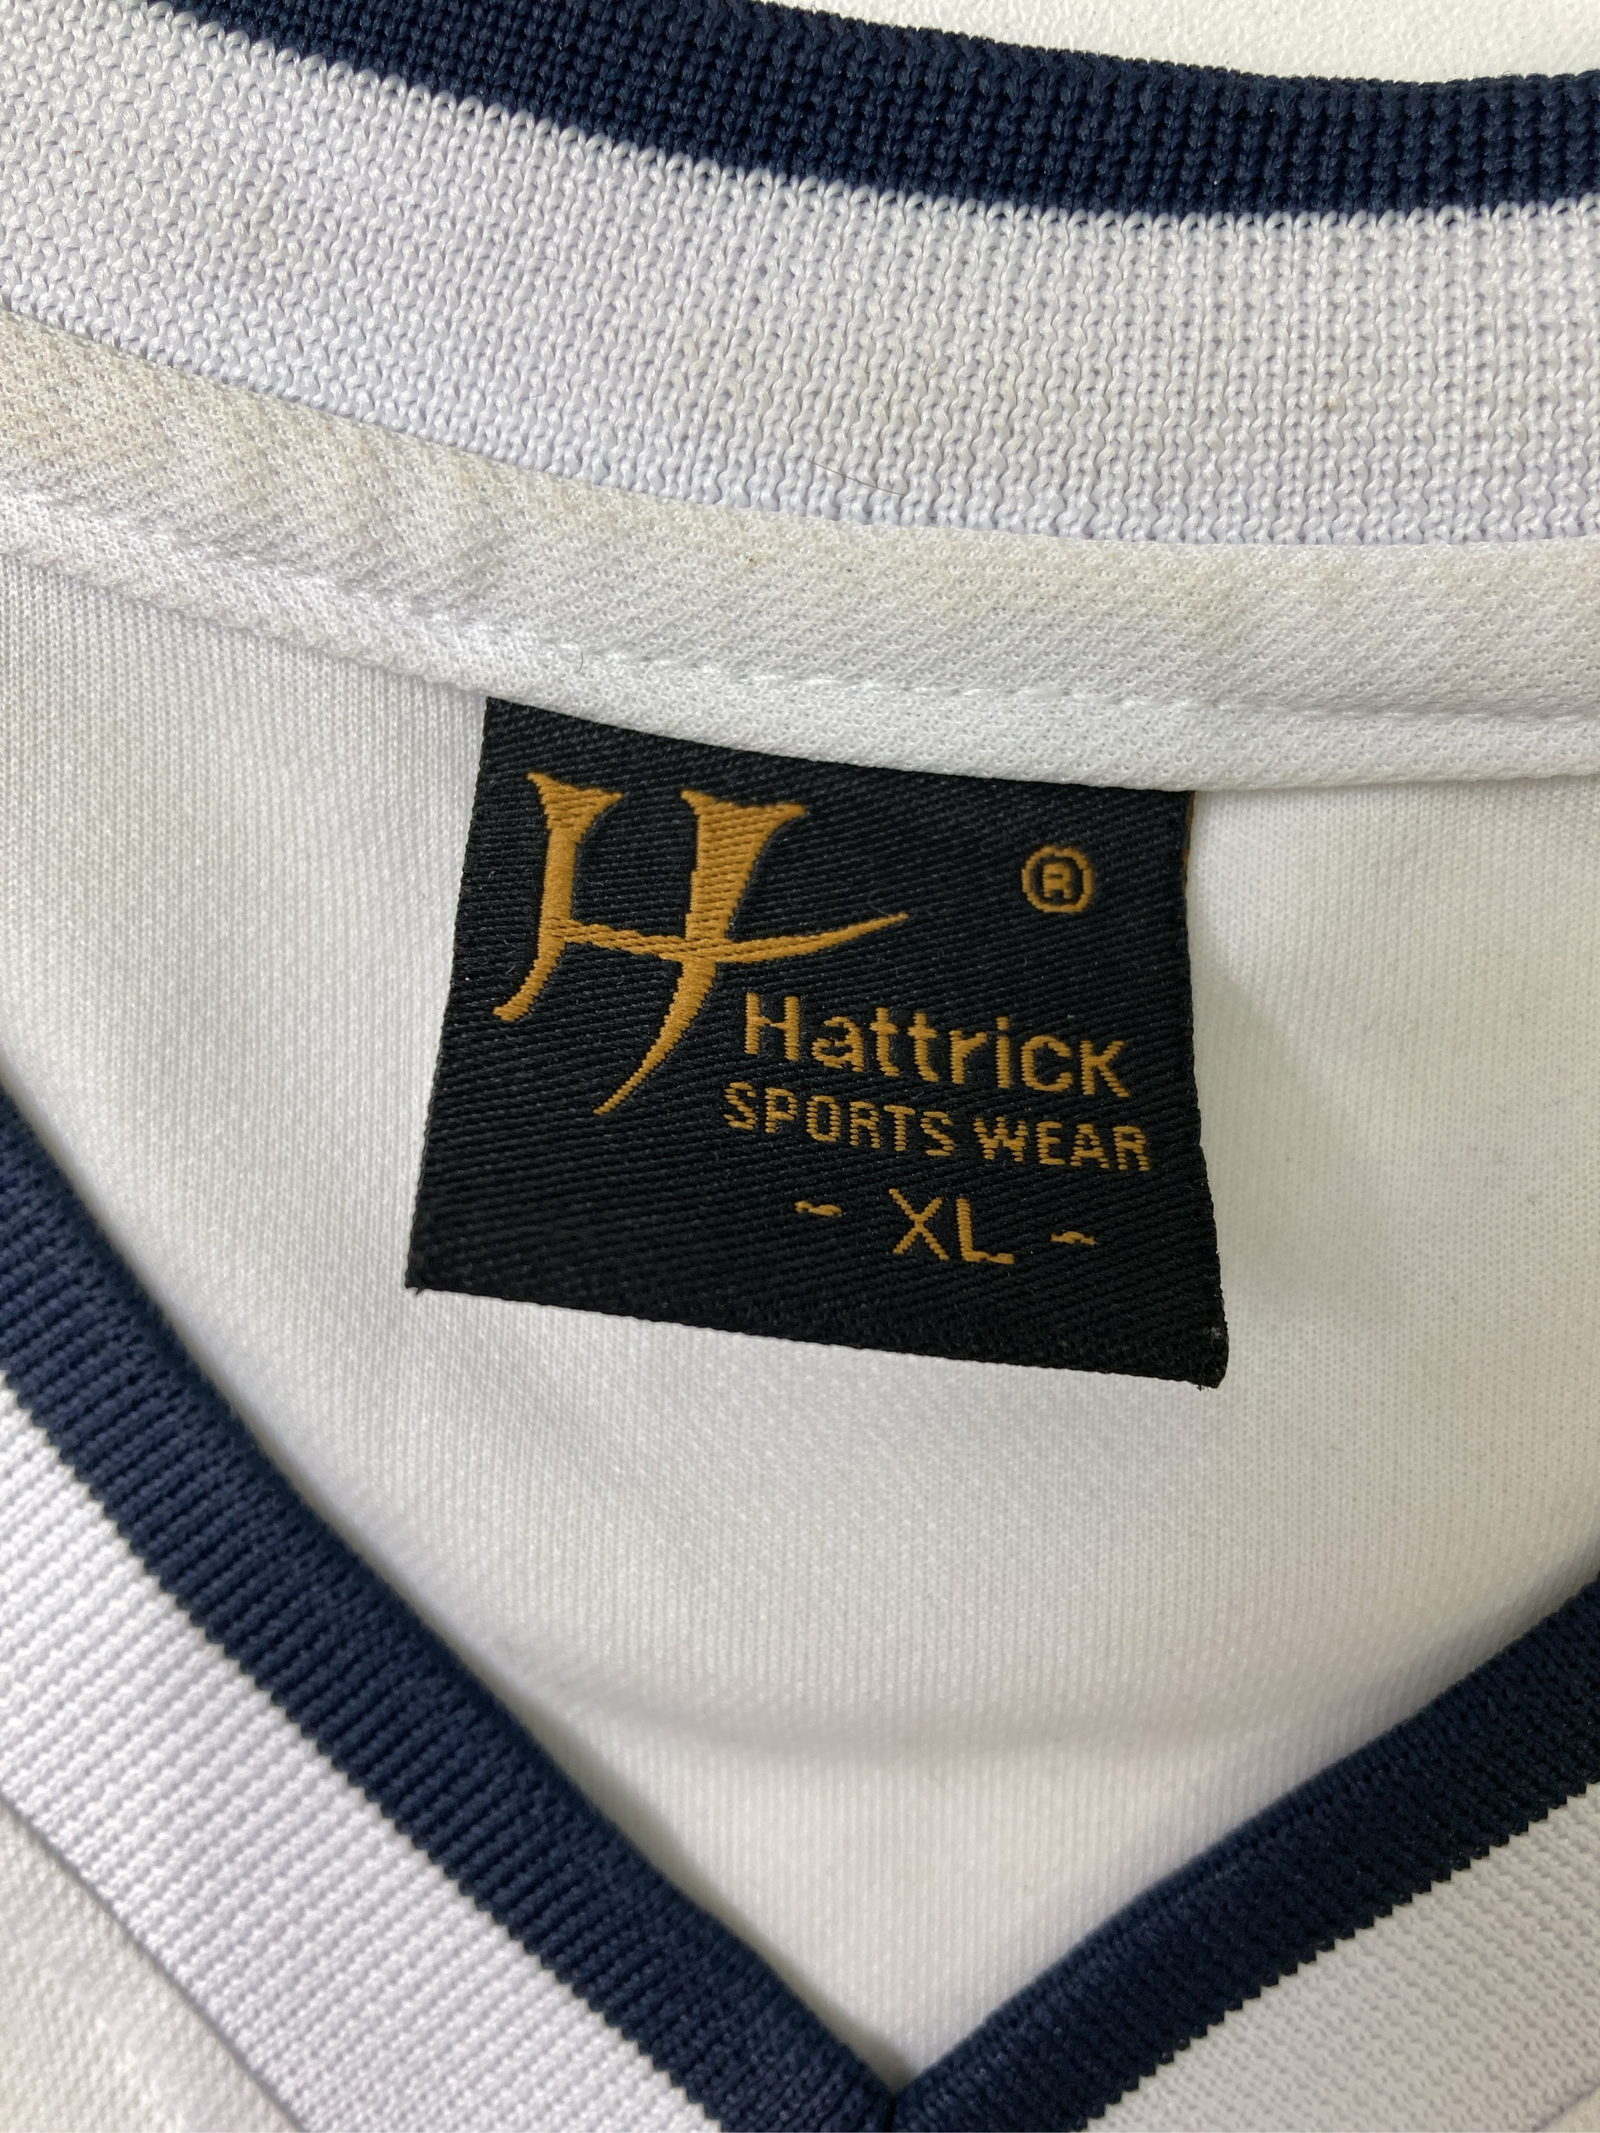 H ®
Hattrick
SPORTS WEAR
- XL -